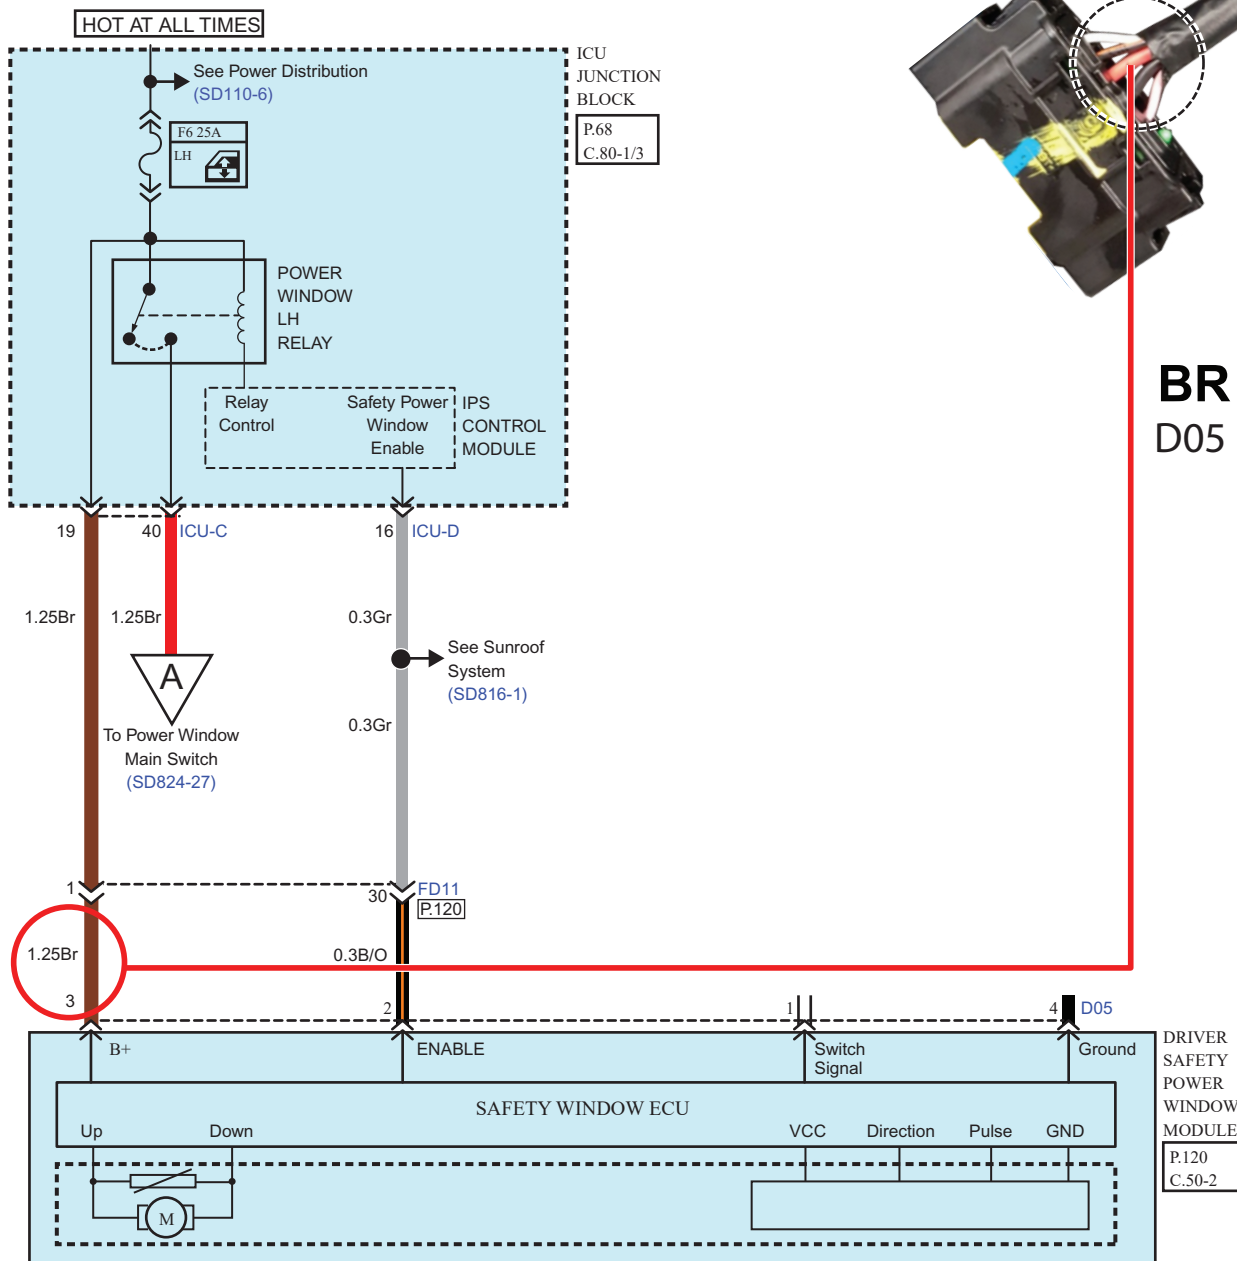 HOT AT ALL TIMES
See Power Distribution
(SD110-6)
F6 25A
LH
ICU
JUNCTION
BLOCK
P.68
C.80-1/3
POWER
WINDOW
LH
RELAY
Relay
Control
Safety Power
Window
Enable
IPS
CONTROL
MODULE
BR
D05
19
40
ICU-C
16
ICU-D
1.25Br
1.25Br
0.3Gr
A
To Power Window
Main Switch
(SD824-27)
See Sunroof
System
(SD816-1)
0.3Gr
1
30
FD11
P.120
1.25Br
0.3B/O
3
2
1
4
D05
B+
ENABLE
Switch
Signal
Ground
DRIVER
SAFETY
POWER
WINDOW
MODULE
P.120
C.50-2
SAFETY WINDOW ECU
Up
Down
VCC
Direction
Pulse
GND
M